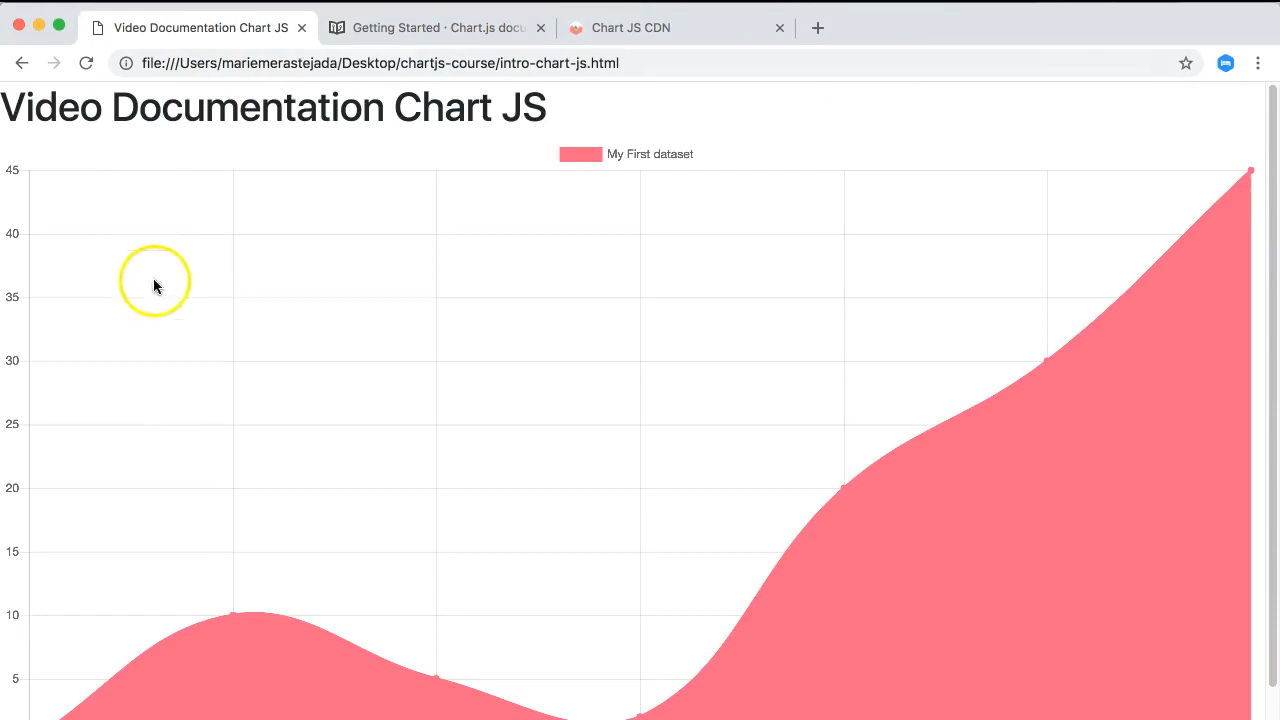 Video Documentation Chart JS
Getting Started · Chart.js docu
Chart JS CDN
file:///Users/mariemerastejada/Desktop/chartjs-course/intro-chart-js.html
Video Documentation Chart JS
My First dataset
45
40
35
30
25
20
15
10
5